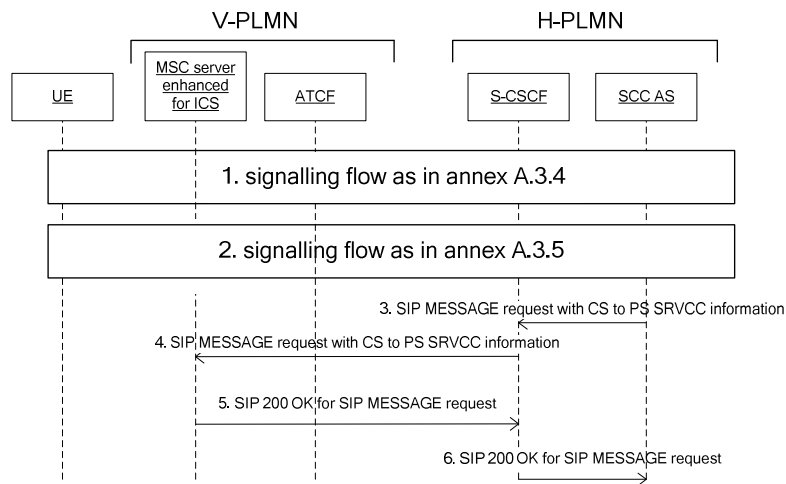 V-PLMN
H-PLMN
UE
MSC server
enhanced
for ICS
ATCF
S-CSCF
SCC AS
1. signalling flow as in annex A.3.4
2. signalling flow as in annex A.3.5
3. SIP MESSAGE request with CS to PS SRVCC information
4. SIP MESSAGE request with CS to PS SRVCC information
5. SIP 200 OK for SIP MESSAGE request
6. SIP 200 OK for SIP MESSAGE request